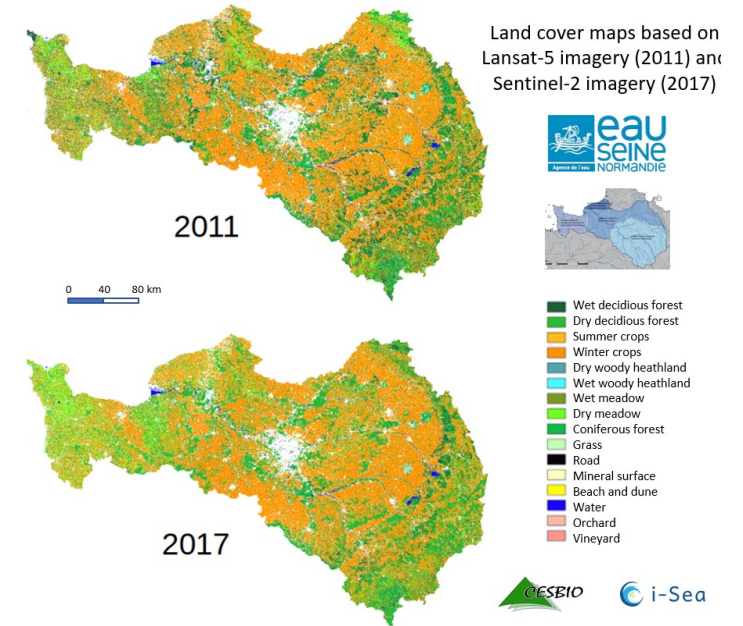 Land cover maps based on
Lansat-5 imagery (2011) and
Sentinel-2 imagery (2017)
eau
SEINE
NORMANDIE
Agence de l'eau
2011
0 40 80 km
Wet decidious forest
Dry decidious forest
Summer crops
Winter crops
Dry woody heathland
Wet woody heathland
Wet meadow
Dry meadow
Coniferous forest
Grass
Road
Mineral surface
Beach and dune
Water
Orchard
Vineyard
2017
CESBIO
i-Sea